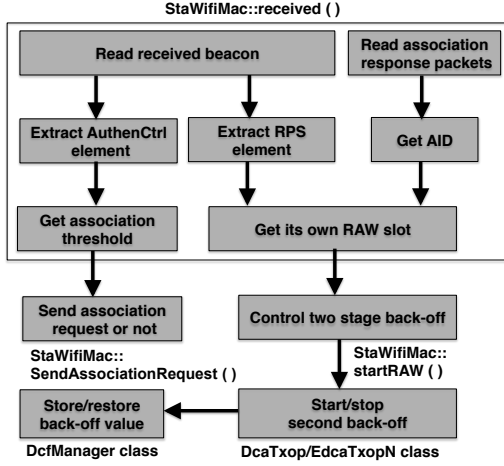 StaWifiMac::received ( )
Read received beacon
Read association
response packets
Extract AuthenCtrl
element
Extract RPS
element
Get AID
Get association
threshold
Get its own RAW slot
Send association
request or not
Control two stage back-off
StaWifiMac::
SendAssociationRequest ( )
StaWifiMac::
startRAW ( )
Store/restore
back-off value
Start/stop
second back-off
DcfManager class
DcaTxop/EdcaTxopN class